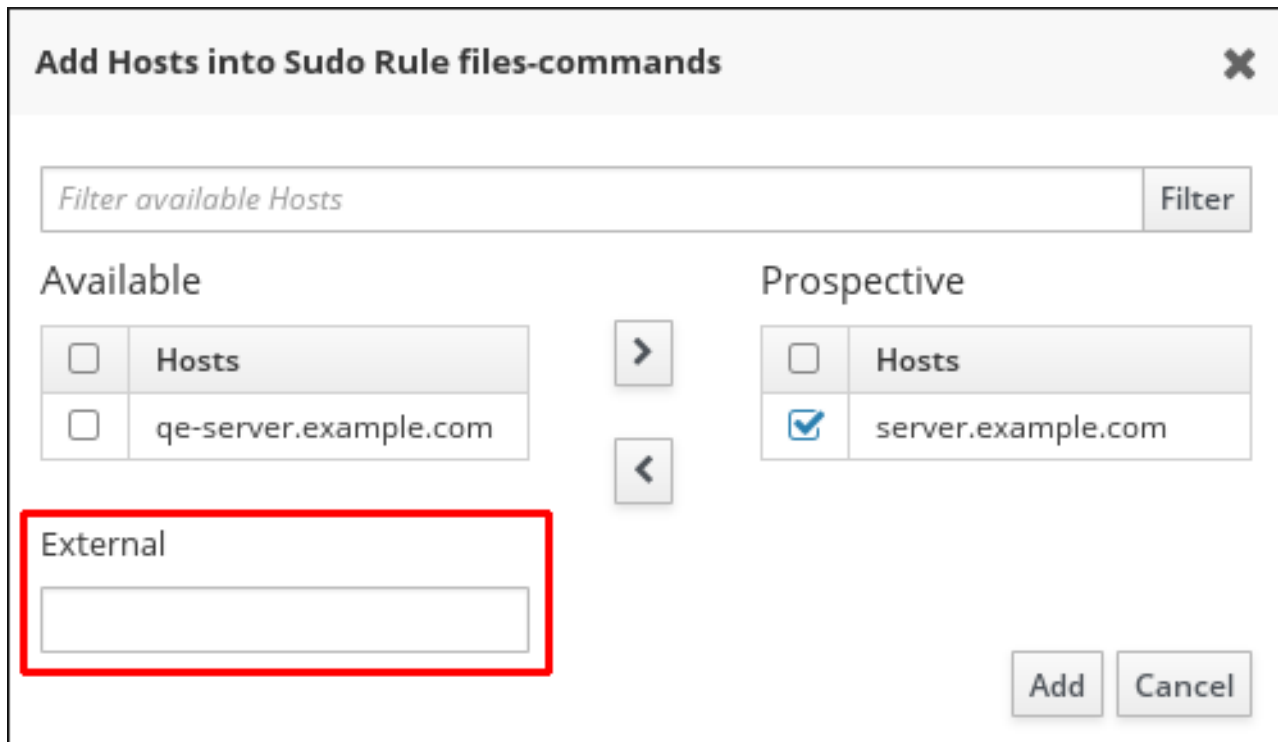 Add Hosts into Sudo Rule files-commands
Filter available Hosts
Filter
Available
Prospective
Hosts
Hosts
qe-server.example.com
server.example.com
External
Add
Cancel